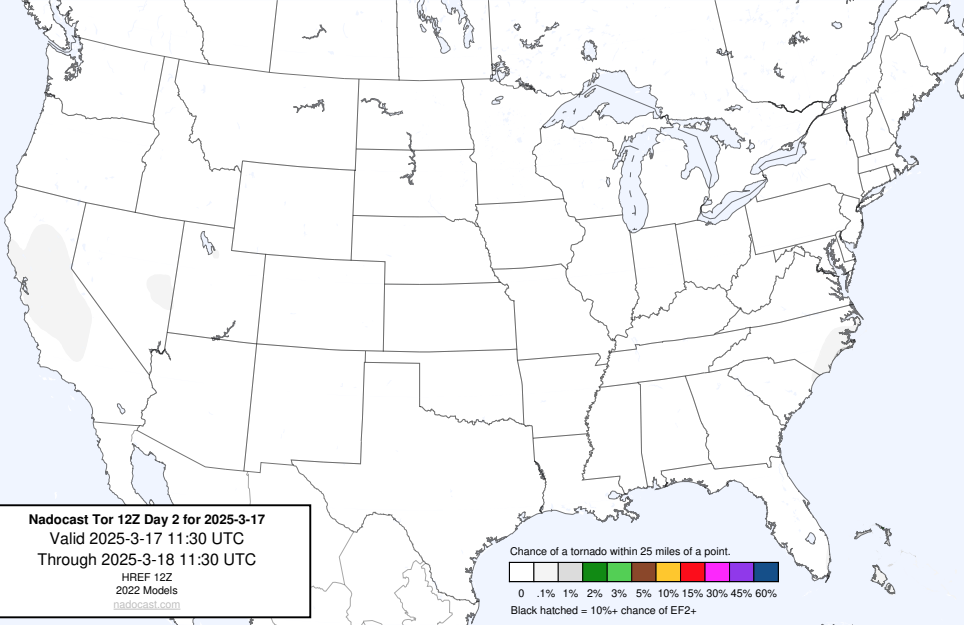 Nadocast Tor 12Z Day 2 for 2025-3-17
Valid 2025-3-17 11:30 UTC
Through 2025-3-18 11:30 UTC
HREF 12Z
2022 Models
nadocast.com
Chance of a tornado within 25 miles of a point.
0 .1% 1% 2% 3% 5% 10% 15% 30% 45% 60%
Black hatched = 10%+ chance of EF2+